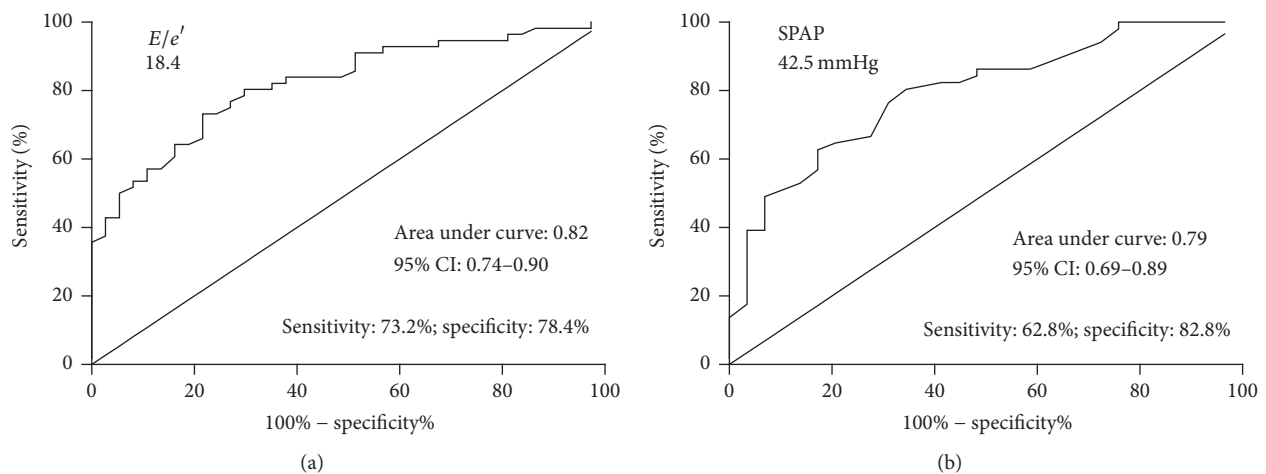 100
80
60
40
20
0
Sensitivity (%)
E/e′
18.4
Area under curve: 0.82
95% CI: 0.74–0.90
Sensitivity: 73.2%; specificity: 78.4%
0 20 40 60 80 100
100% − specificity%
(a)
100
80
60
40
20
0
Sensitivity (%)
SPAP
42.5 mmHg
Area under curve: 0.79
95% CI: 0.69–0.89
Sensitivity: 62.8%; specificity: 82.8%
0 20 40 60 80 100
100% − specificity%
(b)